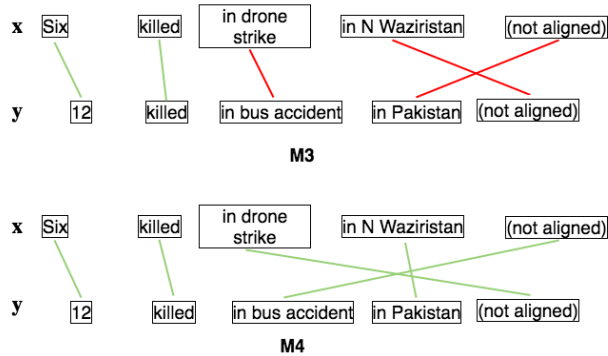 x Six killed in drone strike in N Waziristan (not aligned)
y 12 killed in bus accident in Pakistan (not aligned)
M3
x Six killed in drone strike in N Waziristan (not aligned)
y 12 killed in bus accident in Pakistan (not aligned)
M4